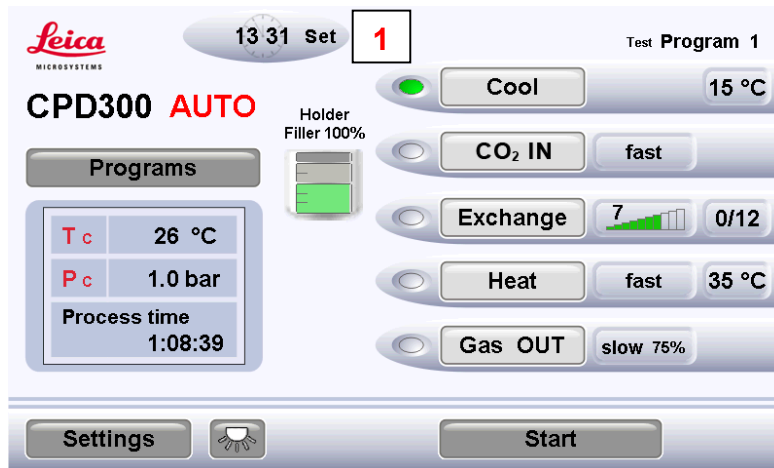 Leica
MICROSYSTEMS
13 31 Set
1
Test Program 1
CPD300 AUTO
Holder
Filler 100%
Programs
Tc 26 °C
Pc 1.0 bar
Process time
1:08:39
Cool 15 °C
CO₂ IN fast
Exchange 7 0/12
Heat fast 35 °C
Gas OUT slow 75%
Settings
Start